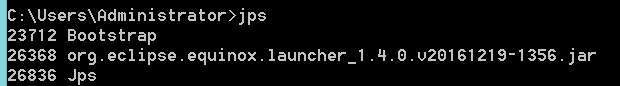 C:\Users\Administrator>jps
23712 Bootstrap
26368 org.eclipse.equinox.launcher_1.4.0.v20161219-1356.jar
26836 Jps